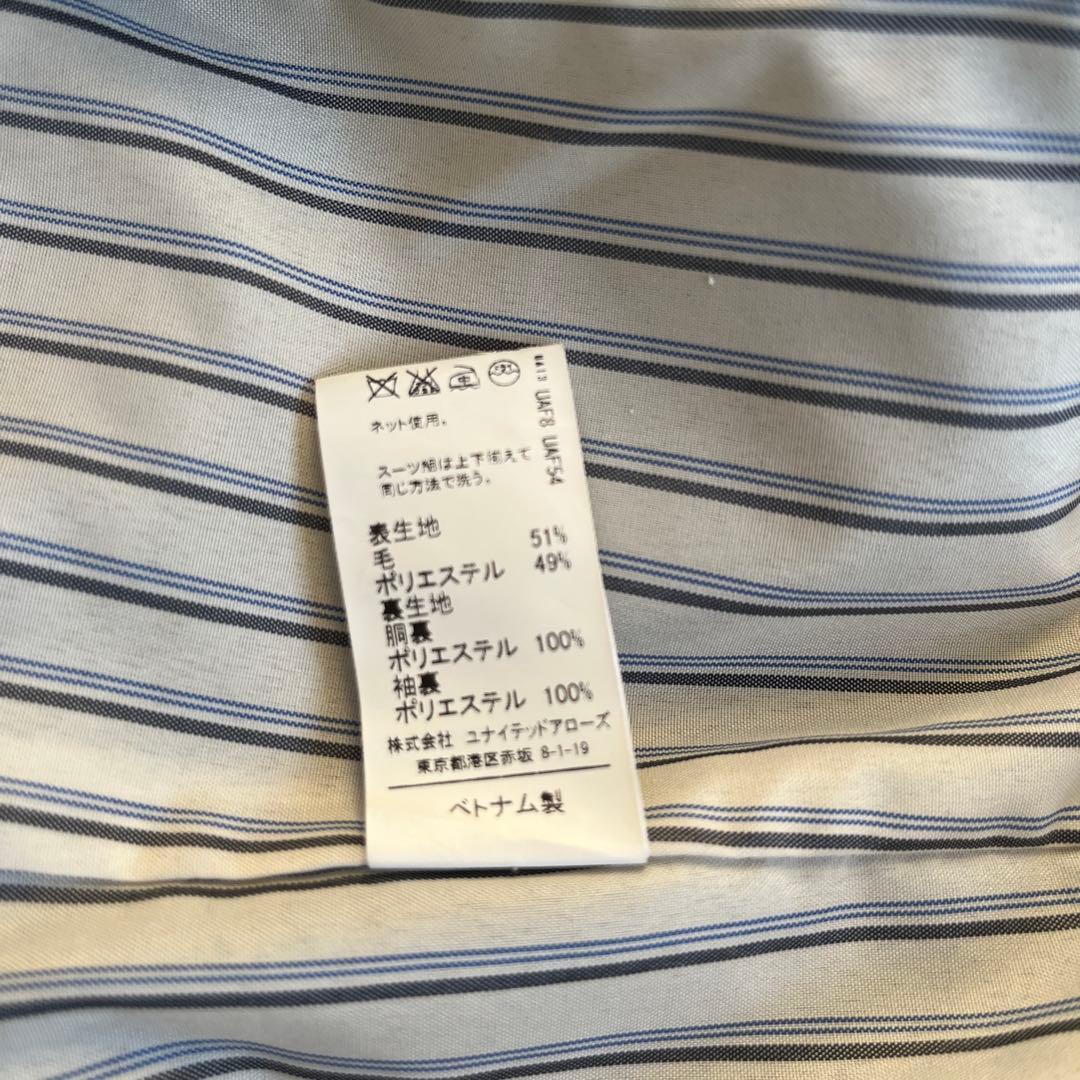 UAF8 UAF54
ネット使用。
スーツ組は上下揃えて
同じ方法で洗う。
表生地
毛 51%
ポリエステル 49%
裏生地
胴裏
ポリエステル 100%
袖裏
ポリエステル 100%
株式会社 ユナイテッドアローズ
東京都港区赤坂 8-1-19
ベトナム製